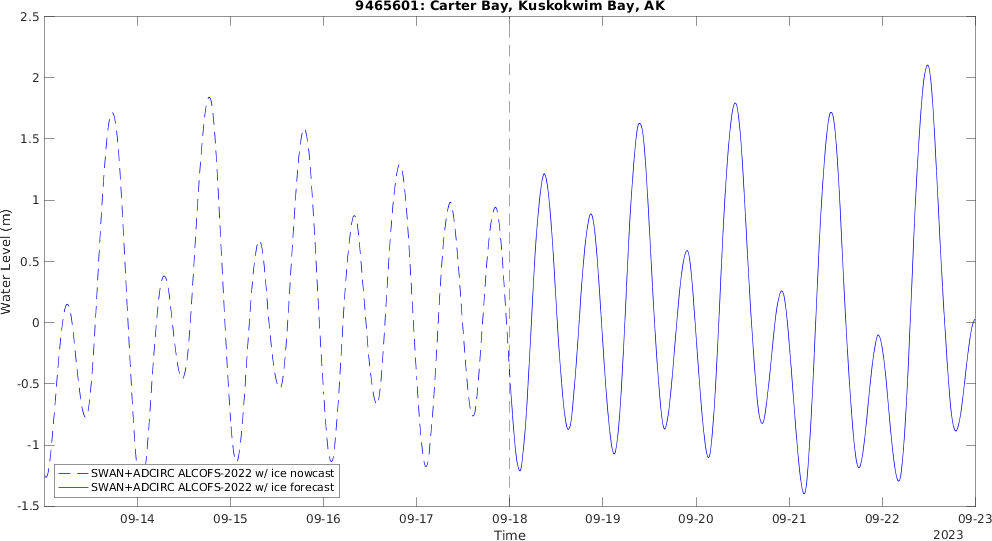 9465601: Carter Bay, Kuskokwim Bay, AK
Water Level (m)
2.5
2
1.5
1
0.5
0
-0.5
-1
-1.5
SWAN+ADCIRC ALCOFS-2022 w/ ice nowcast
SWAN+ADCIRC ALCOFS-2022 w/ ice forecast
09-14 09-15 09-16 09-17 09-18 09-19 09-20 09-21 09-22 09-23
Time
2023